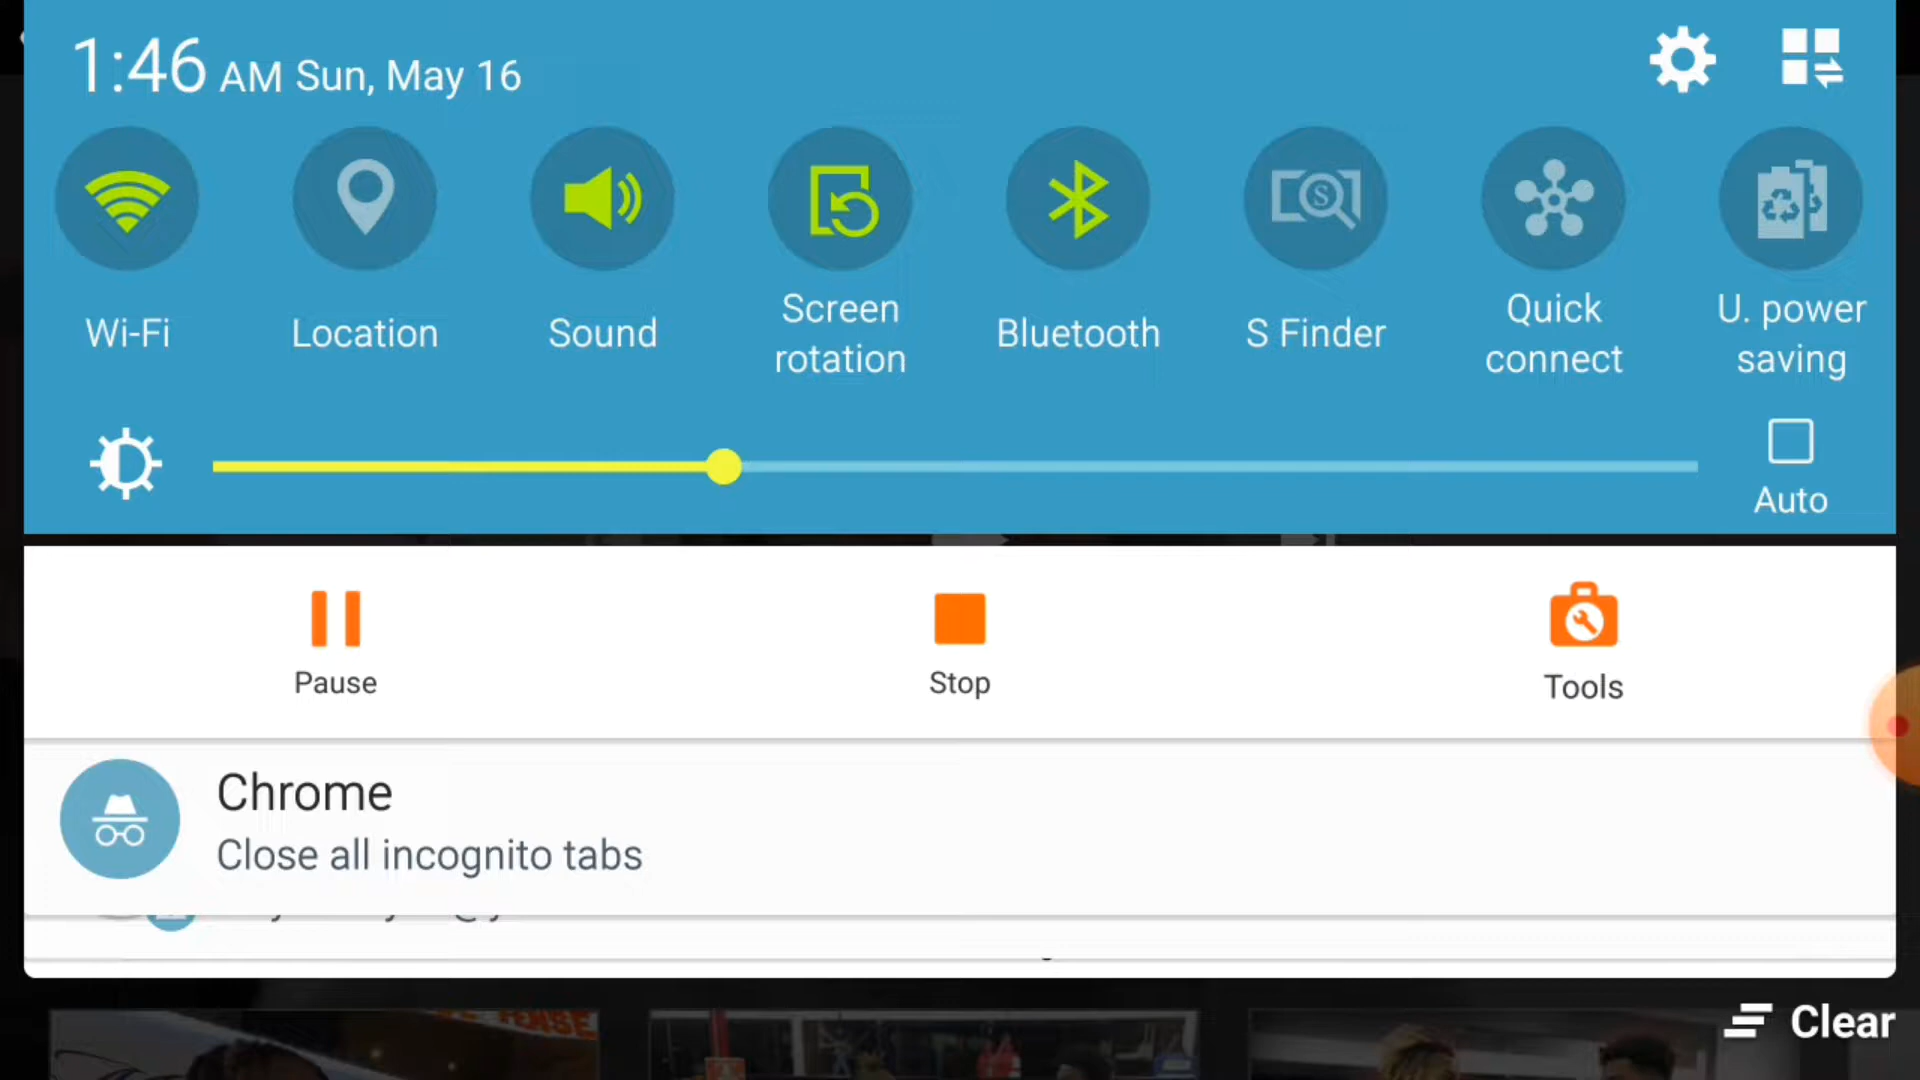 1:46 AM Sun, May 16
Wi-Fi
Location
Sound
Screen
rotation
Bluetooth
S Finder
Quick
connect
U. power
saving
Auto
Pause
Stop
Tools
Chrome
Close all incognito tabs
Clear